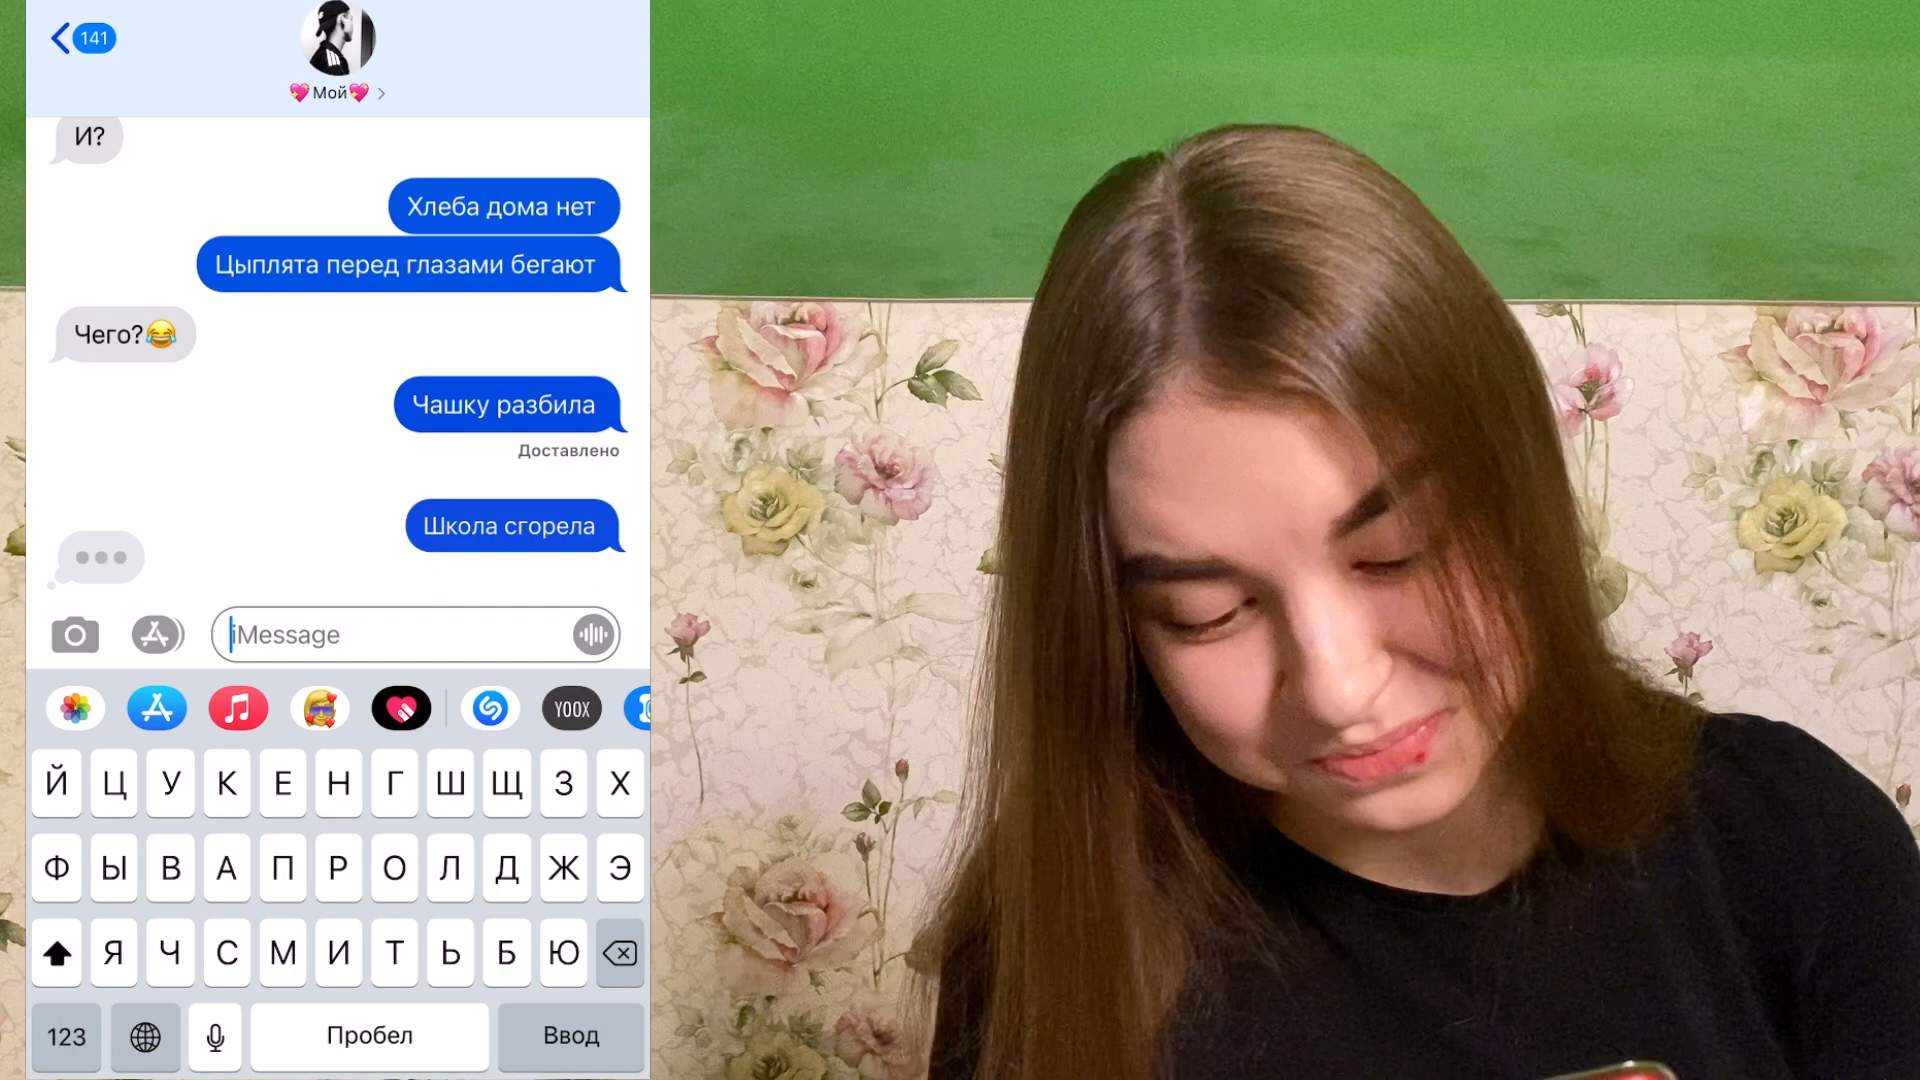 141
💖Мой💖
И?
Хлеба дома нет
Цыплята перед глазами бегают
Чего?😂
Чашку разбила
Доставлено
Школа сгорела
iMessage
YOOX
Й Ц У К Е Н Г Ш Щ З Х
Ф Ы В А П Р О Л Д Ж Э
Я Ч С М И Т Ь Б Ю
123 Пробел Ввод